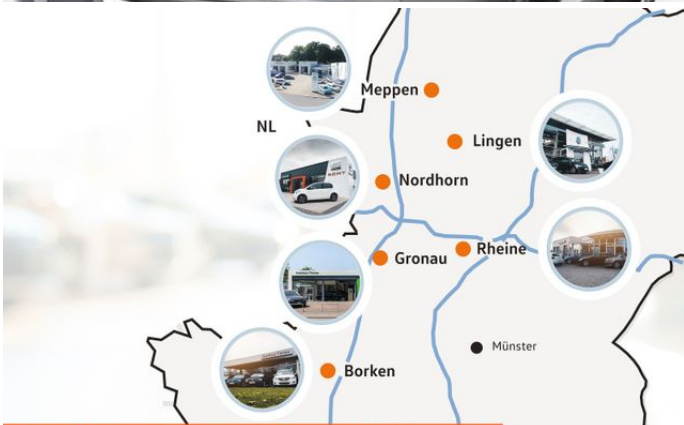 Meppen
NL
Lingen
Nordhorn
Gronau
Rheine
Münster
Borken